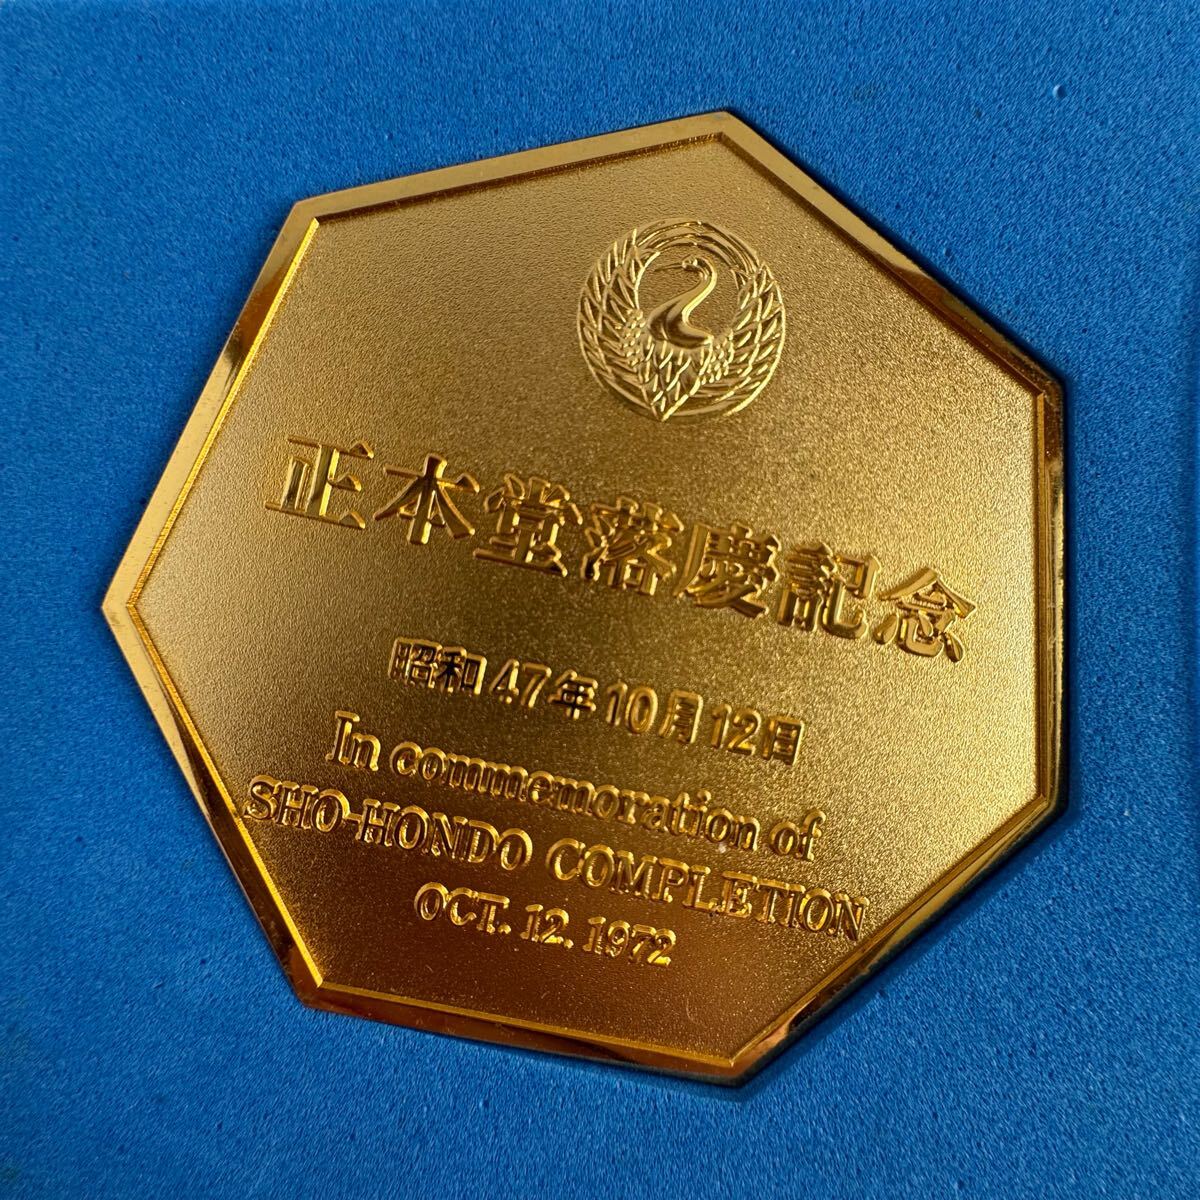 正本堂落慶記念
昭和47年10月12日
In commemoration of
SHO-HONDO COMPLETION
OCT. 12. 1972